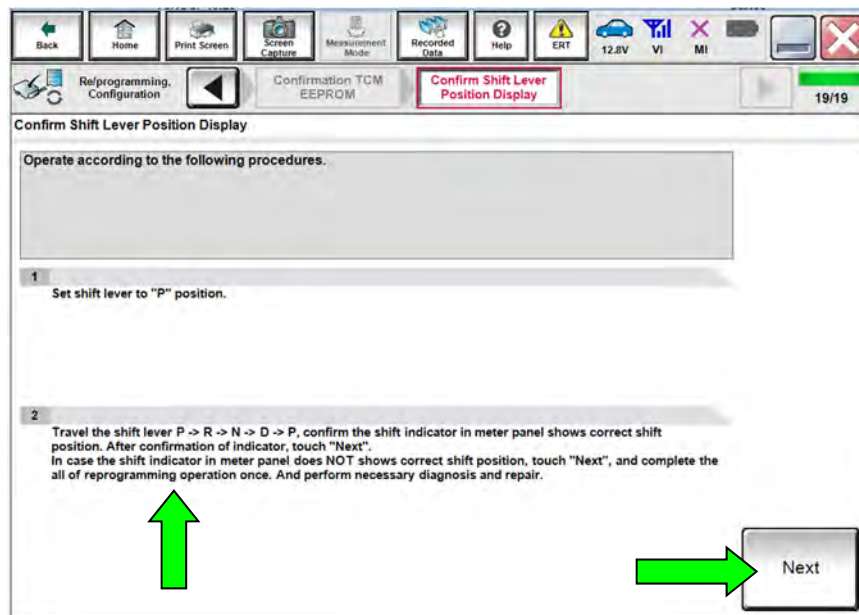 Back
Home
Print Screen
Screen
Capture
Measurement
Mode
Recorded
Data
Help
ERT
12.8V
VI
MI
Re/programming,
Configuration
Confirmation TCM
EEPROM
Confirm Shift Lever
Position Display
19/19
Confirm Shift Lever Position Display
Operate according to the following procedures.
1
Set shift lever to "P" position.
2
Travel the shift lever P -> R -> N -> D -> P, confirm the shift indicator in meter panel shows correct shift
position. After confirmation of indicator, touch "Next".
In case the shift indicator in meter panel does NOT shows correct shift position, touch "Next", and complete the
all of reprogramming operation once. And perform necessary diagnosis and repair.
Next